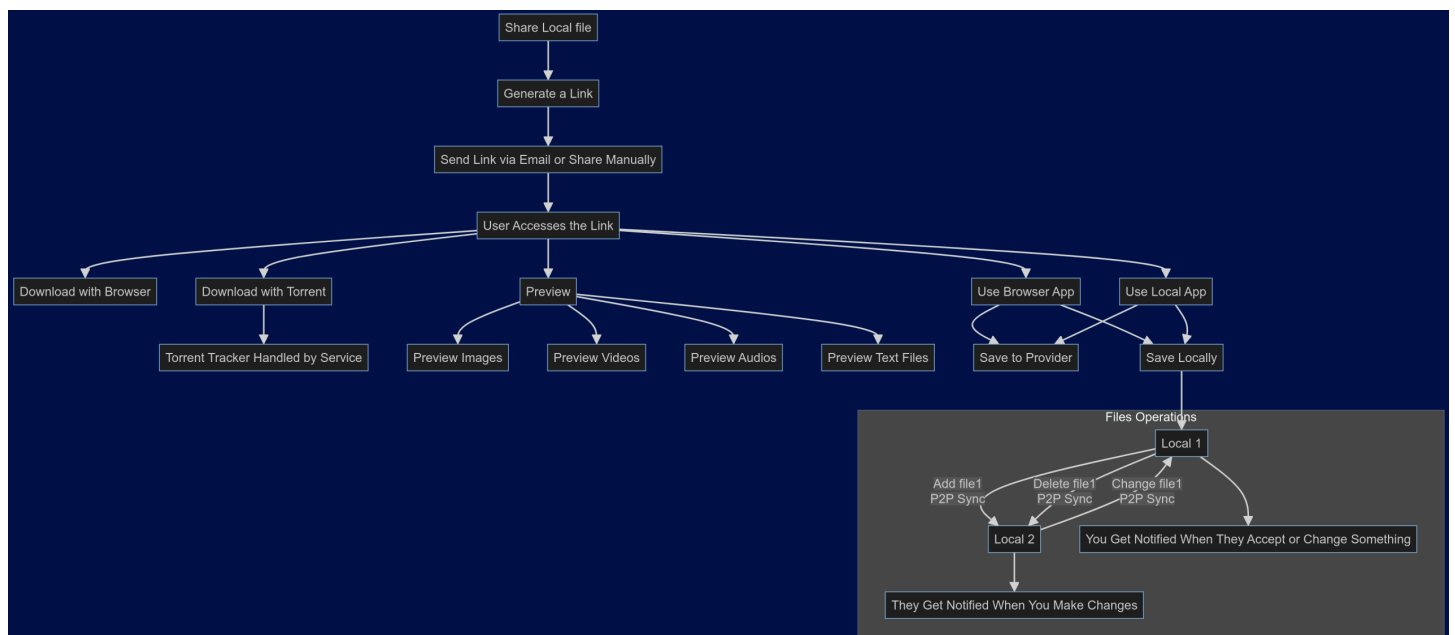 Share Local file
Generate a Link
Send Link via Email or Share Manually
User Accesses the Link
Download with Browser
Download with Torrent
Preview
Use Browser App
Use Local App
Torrent Tracker Handled by Service
Preview Images
Preview Videos
Preview Audios
Preview Text Files
Save to Provider
Save Locally
Files Operations
Local 1
Add file1
P2P Sync
Delete file1
P2P Sync
Change file1
P2P Sync
Local 2
You Get Notified When They Accept or Change Something
They Get Notified When You Make Changes